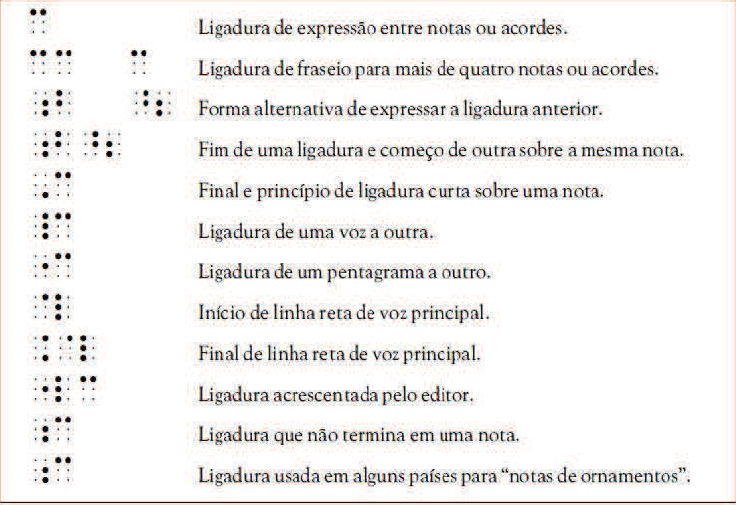 ⠉ Ligadura de expressão entre notas ou acordes.
⠉⠉ ⠉ Ligadura de fraseio para mais de quatro notas ou acordes.
Forma alternativa de expressar a ligadura anterior.
Fim de uma ligadura e começo de outra sobre a mesma nota.
Final e princípio de ligadura curta sobre uma nota.
Ligadura de uma voz a outra.
Ligadura de um pentagrama a outro.
Início de linha reta de voz principal.
Final de linha reta de voz principal.
Ligadura acrescentada pelo editor.
Ligadura que não termina em uma nota.
Ligadura usada em alguns países para “notas de ornamentos”.